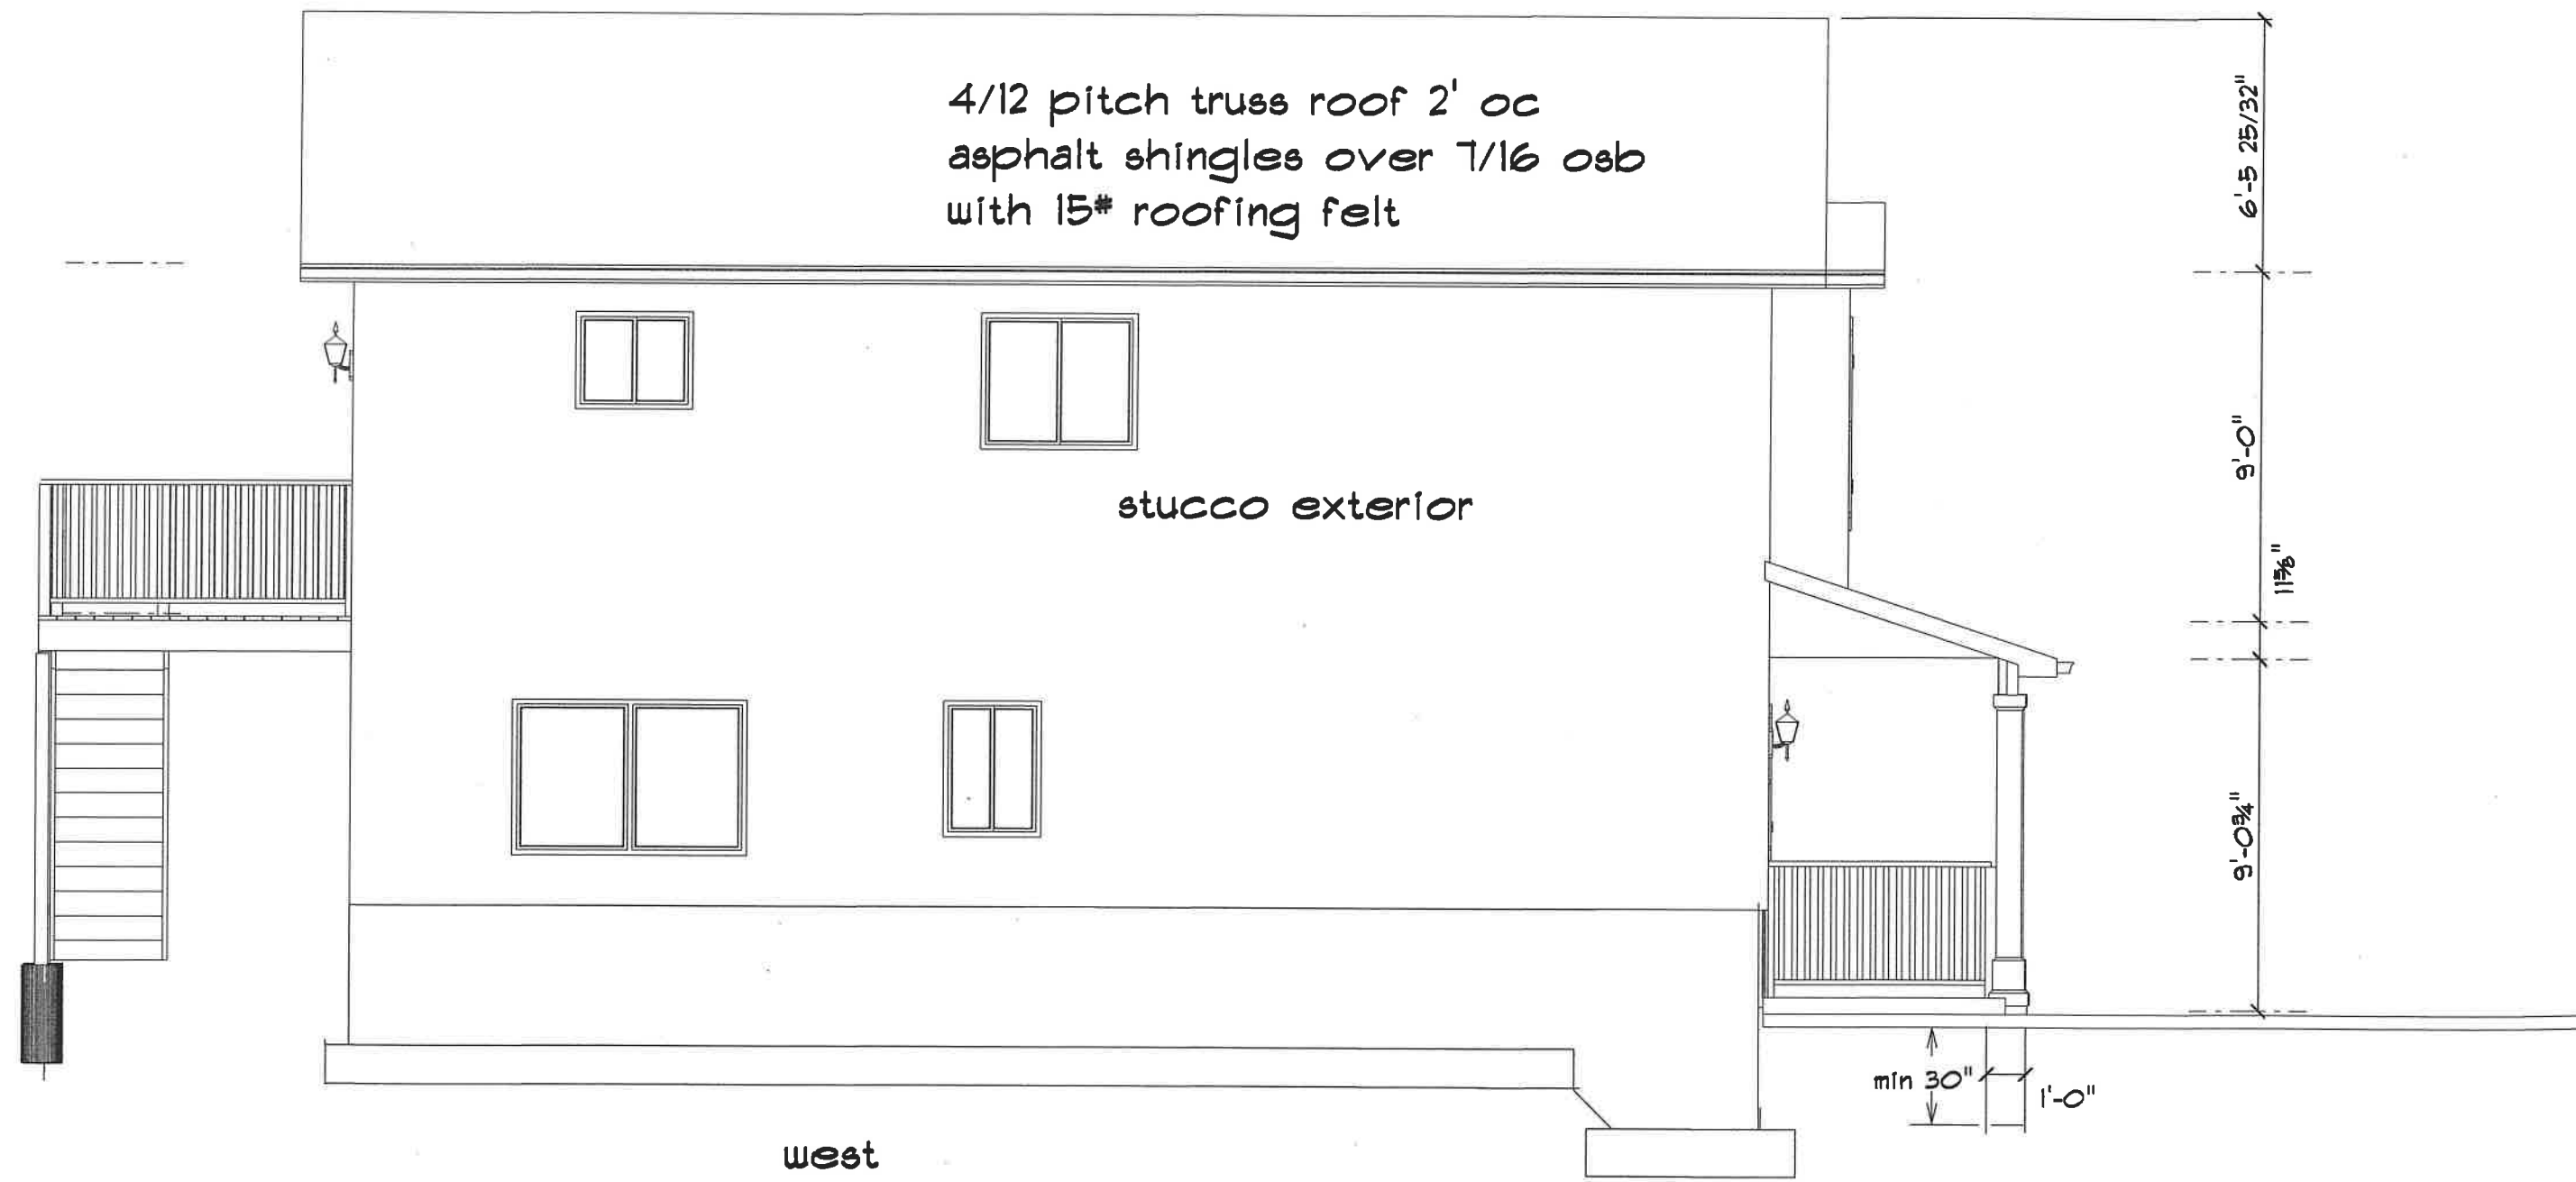 4/12 pitch truss roof 2' oc
asphalt shingles over 7/16 osb
with 15# roofing felt
6'-5 25/32"
9'-0"
stucco exterior
11⅝"
9'-0¾"
min 30"
1'-0"
west